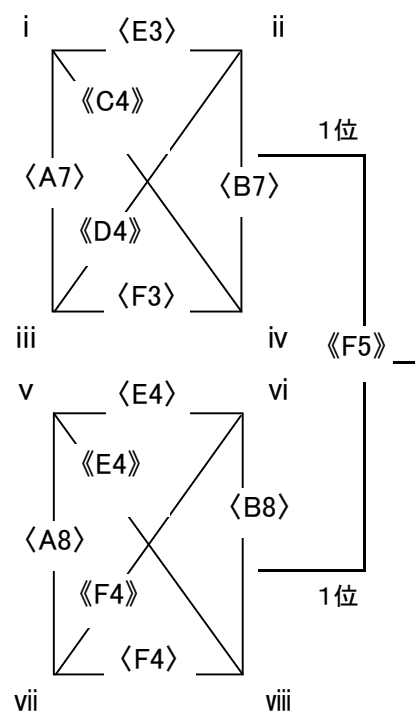 ⅰ 〈E3〉 ⅱ
《C4》
1位
〈A7〉 〈B7〉
《D4》
〈F3〉
ⅲ ⅳ 《F5》
ⅴ 〈E4〉 ⅵ
《E4》
〈B8〉
〈A8〉
《F4》
1位
〈F4〉
ⅶ ⅷ